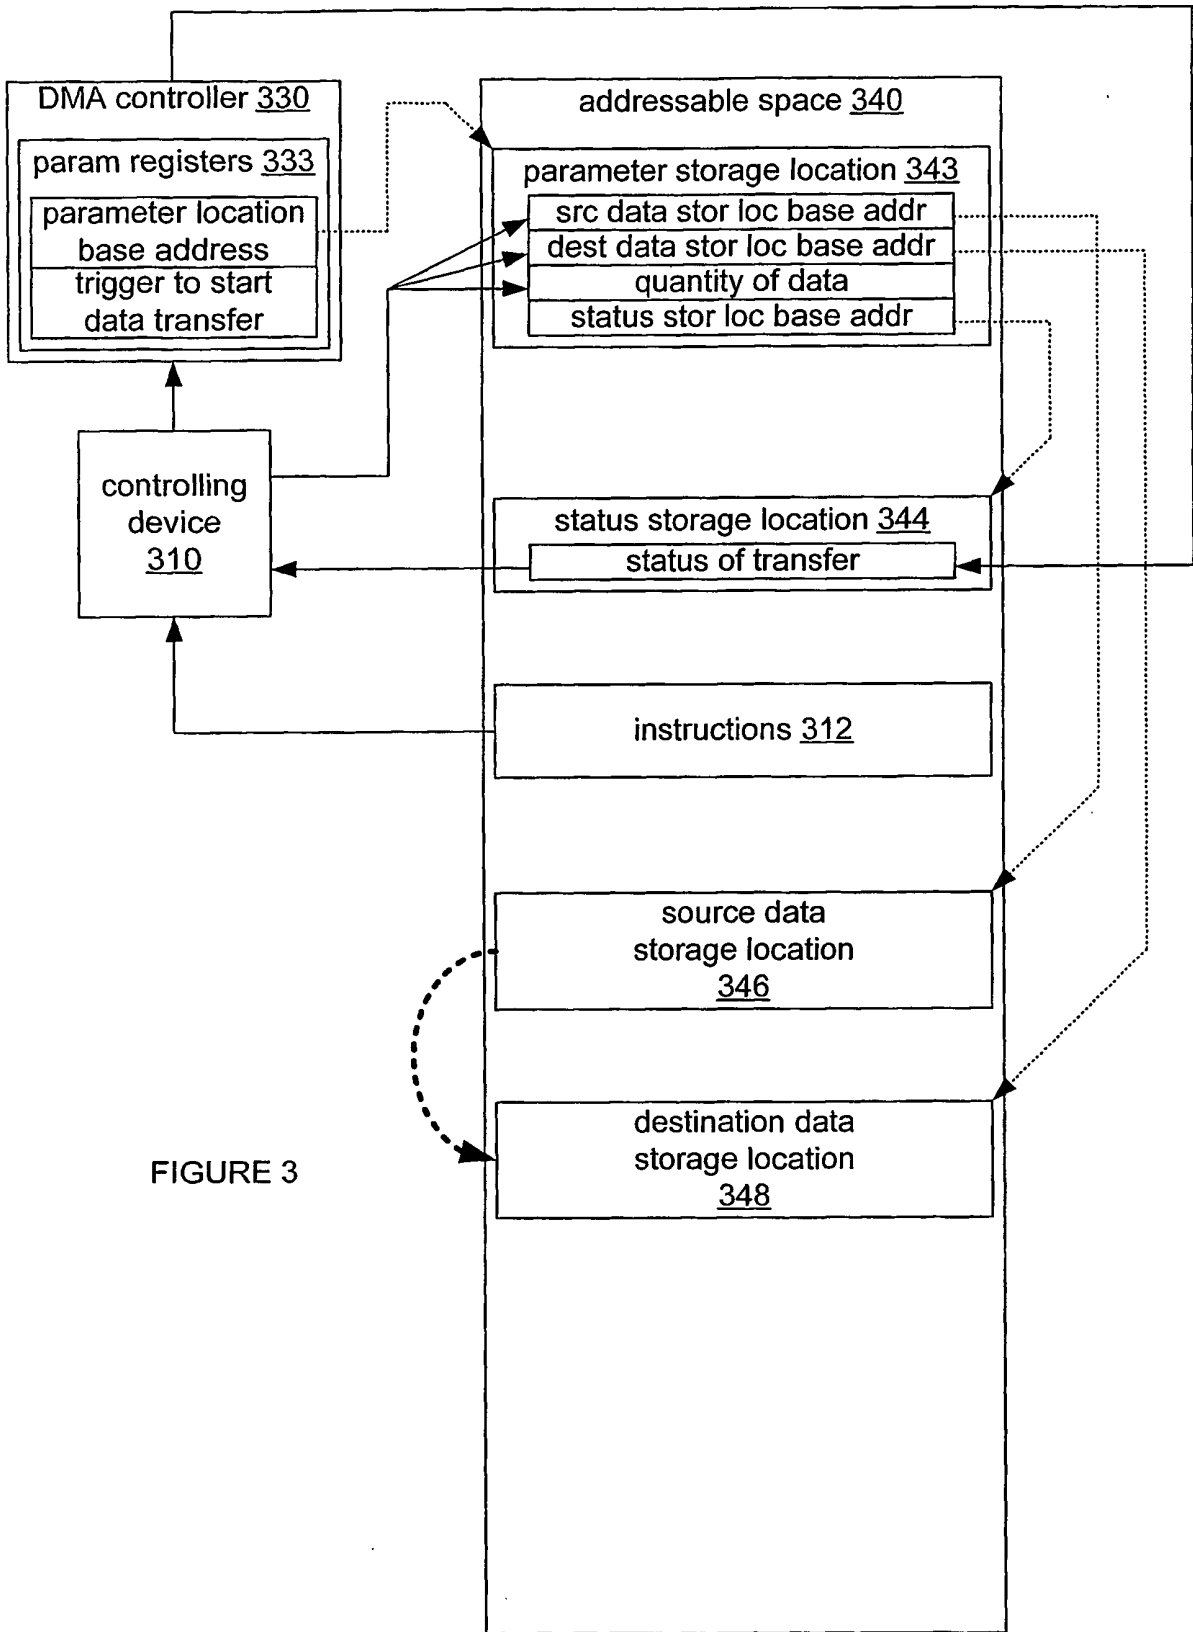 DMA controller 330
param registers 333
parameter location
base address
trigger to start
data transfer
addressable space 340
parameter storage location 343
src data stor loc base addr
dest data stor loc base addr
quantity of data
status stor loc base addr
controlling
device
310
status storage location 344
status of transfer
instructions 312
source data
storage location
346
destination data
storage location
348
FIGURE 3